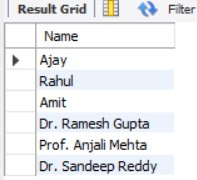 Result Grid Filter
Name
Ajay
Rahul
Amit
Dr. Ramesh Gupta
Prof. Anjali Mehta
Dr. Sandeep Reddy